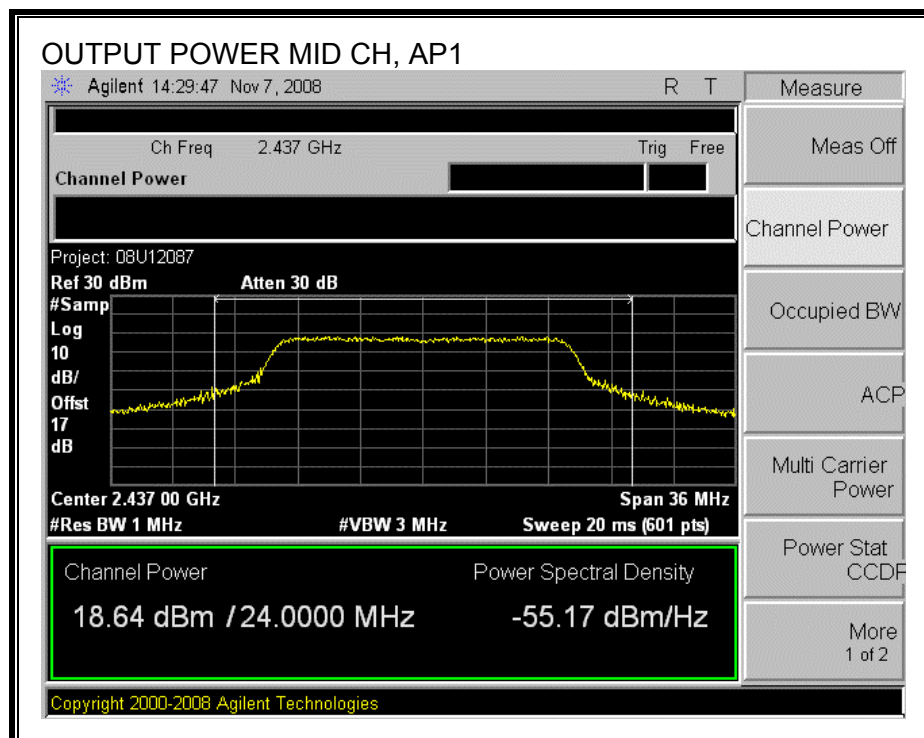 OUTPUT POWER MID CH, AP1
Agilent 14:29:47 Nov 7, 2008 R T
Measure
Ch Freq 2.437 GHz Trig Free
Channel Power
Meas Off
Channel Power
Project: 08U12087
Ref 30 dBm Atten 30 dB
#Samp
Log
10
dB/
Offst
17
dB
Occupied BW
ACP
Multi Carrier
Power
Center 2.437 00 GHz Span 36 MHz
#Res BW 1 MHz #VBW 3 MHz Sweep 20 ms (601 pts)
Power Stat
CCDF
Channel Power Power Spectral Density
18.64 dBm / 24.0000 MHz -55.17 dBm/Hz
More
1 of 2
Copyright 2000-2008 Agilent Technologies